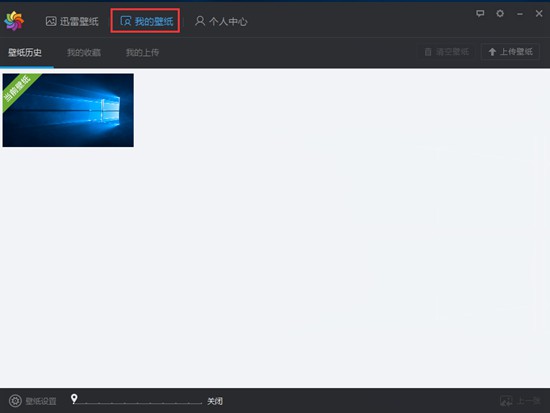 迅雷壁纸 我的壁纸 个人中心
壁纸历史 我的收藏 我的上传 清空壁纸 上传壁纸
当前壁纸
壁纸设置 关闭 上一张